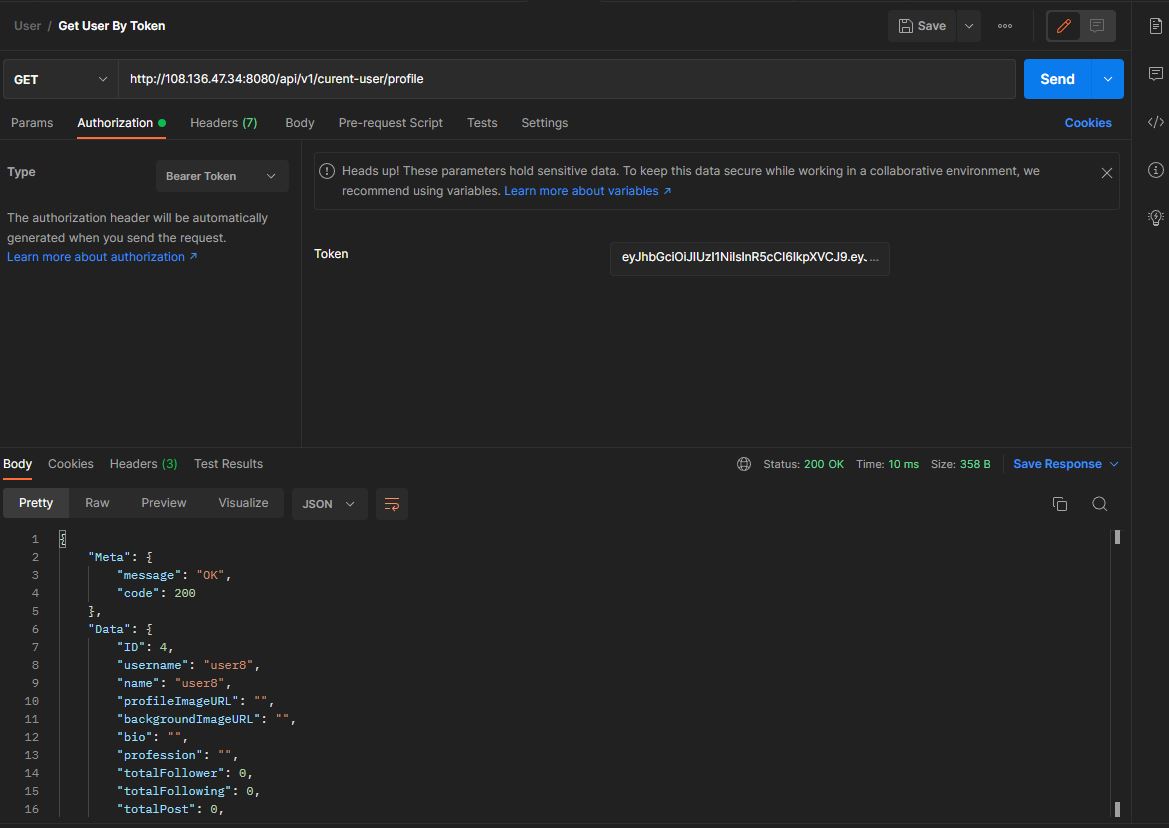 User / Get User By Token Save
GET http://108.136.47.34:8080/api/v1/curent-user/profile Send
Params Authorization Headers (7) Body Pre-request Script Tests Settings Cookies
Type Bearer Token
The authorization header will be automatically
generated when you send the request.
Learn more about authorization ↗
Heads up! These parameters hold sensitive data. To keep this data secure while working in a collaborative environment, we
recommend using variables. Learn more about variables ↗
Token eyJhbGciOiJIUzI1NiIsInR5cCI6IkpXVCJ9.ey. ...
Body Cookies Headers (3) Test Results Status: 200 OK Time: 10 ms Size: 358 B Save Response
Pretty Raw Preview Visualize JSON
1 {
2 "Meta": {
3 "message": "OK",
4 "code": 200
5 },
6 "Data": {
7 "ID": 4,
8 "username": "user8",
9 "name": "user8",
10 "profileImageURL": "",
11 "backgroundImageURL": "",
12 "bio": "",
13 "profession": "",
14 "totalFollower": 0,
15 "totalFollowing": 0,
16 "totalPost": 0,